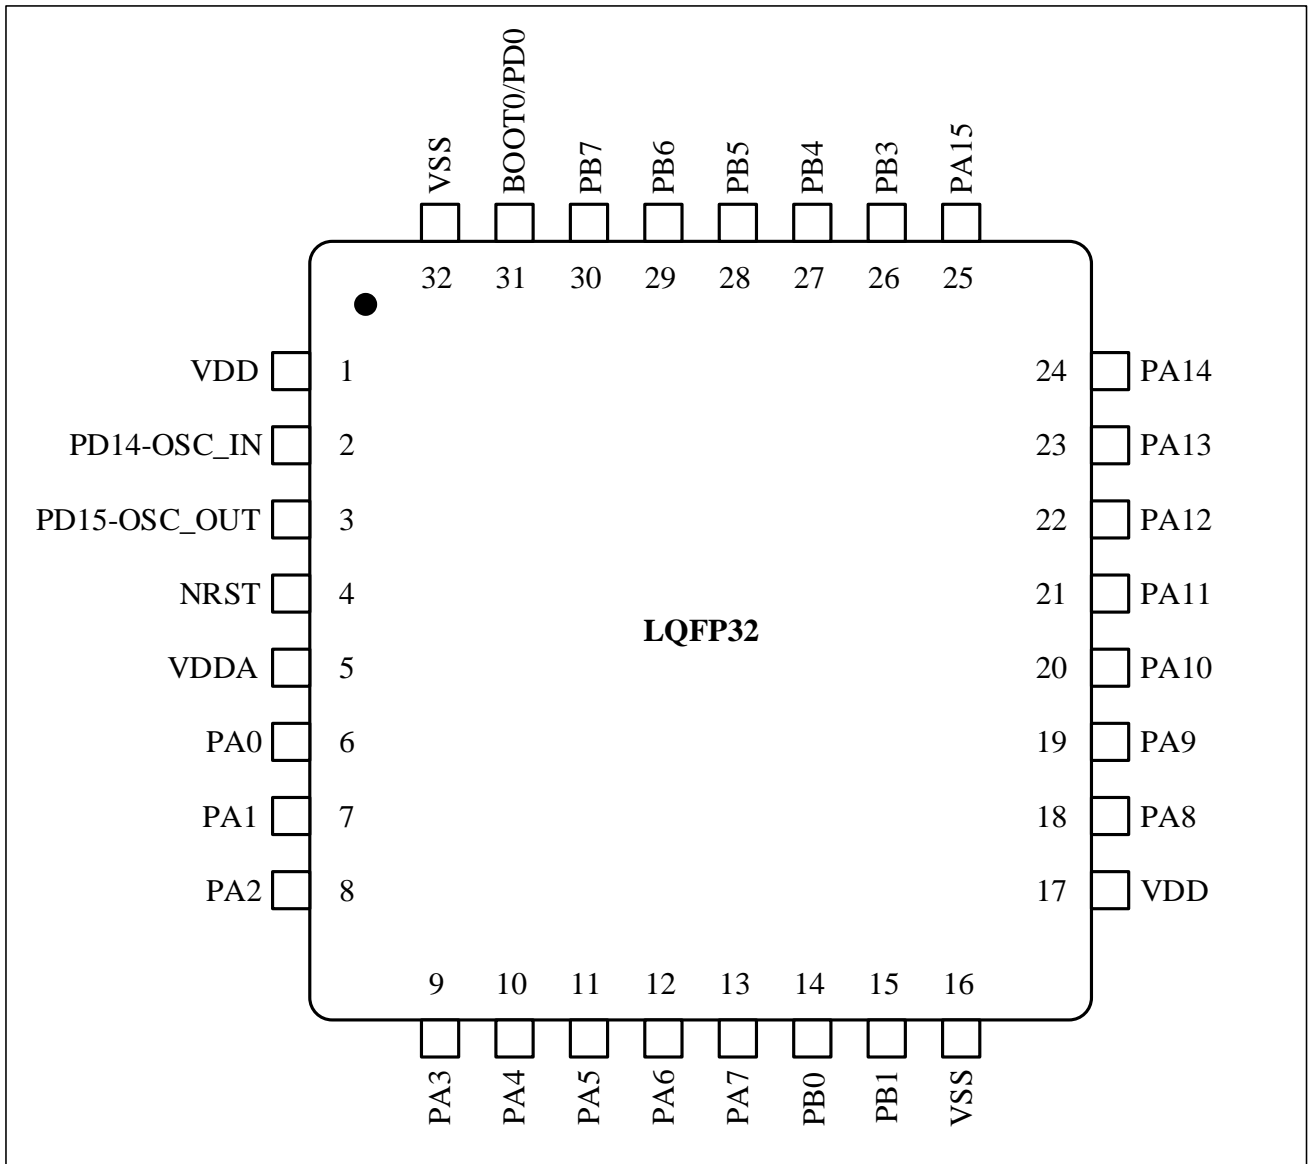 VSS
BOOT0/PD0
PB7
PB6
PB5
PB4
PB3
PA15
32 31 30 29 28 27 26 25
VDD 1 24 PA14
PD14-OSC_IN 2 23 PA13
PD15-OSC_OUT 3 22 PA12
NRST 4 21 PA11
LQFP32
VDDA 5 20 PA10
PA0 6 19 PA9
PA1 7 18 PA8
PA2 8 17 VDD
9 10 11 12 13 14 15 16
PA3
PA4
PA5
PA6
PA7
PB0
PB1
VSS